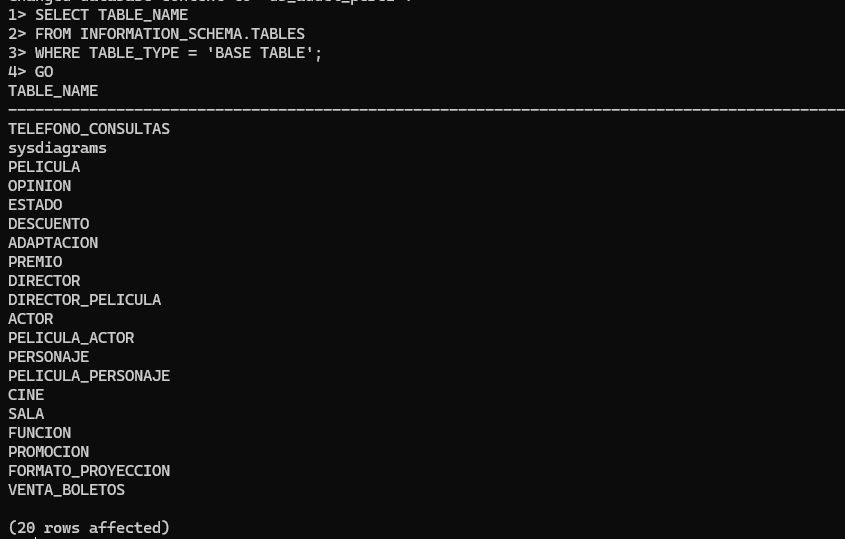 1> SELECT TABLE_NAME
2> FROM INFORMATION_SCHEMA.TABLES
3> WHERE TABLE_TYPE = 'BASE TABLE';
4> GO
TABLE_NAME
--------------------------------------------------------------------------------------------
TELEFONO_CONSULTAS
sysdiagrams
PELICULA
OPINION
ESTADO
DESCUENTO
ADAPTACION
PREMIO
DIRECTOR
DIRECTOR_PELICULA
ACTOR
PELICULA_ACTOR
PERSONAJE
PELICULA_PERSONAJE
CINE
SALA
FUNCION
PROMOCION
FORMATO_PROYECCION
VENTA_BOLETOS
(20 rows affected)